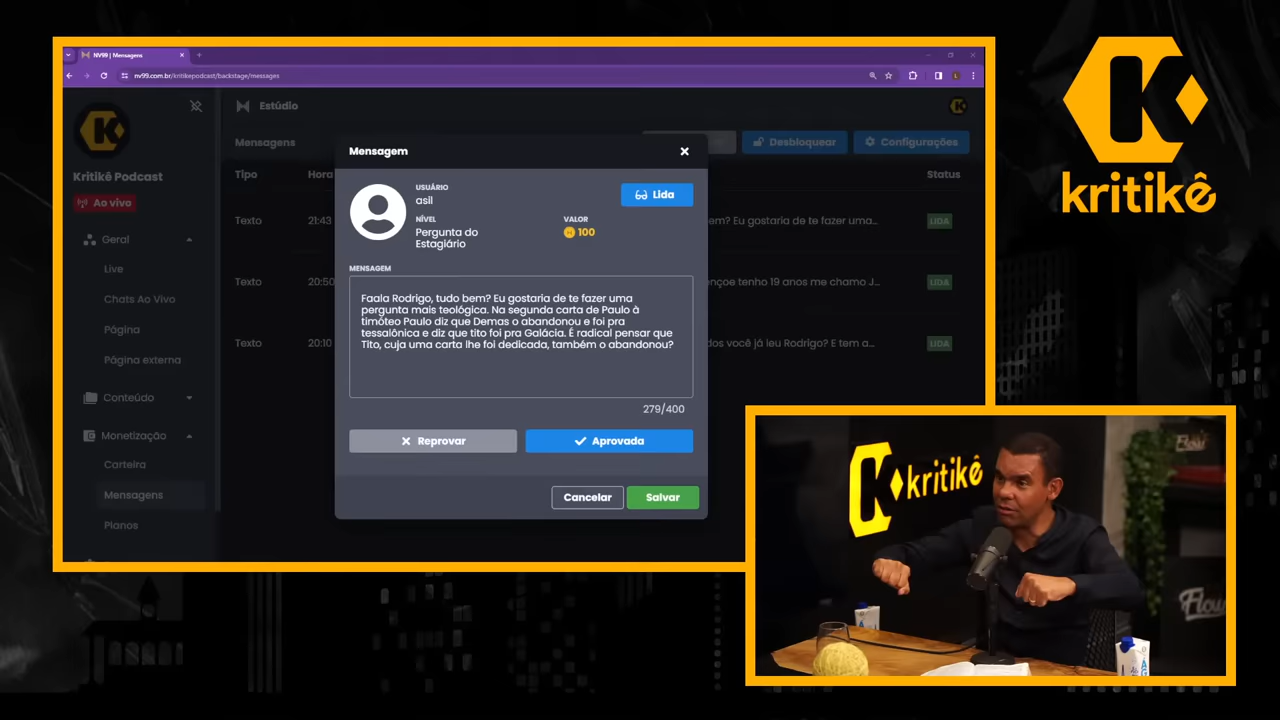 NV99 | Mensagens
nv99.com.br/kritikepodcast/backstage/messages
Kritikê Podcast
Ao vivo
Geral
Live
Chats Ao Vivo
Página
Página externa
Conteúdo
Monetização
Carteira
Mensagens
Planos
Estúdio
Mensagens
Desbloquear
Configurações
Tipo
Hora
Status
Texto
21:43
em? Eu gostaria de te fazer uma...
LIDA
Texto
20:50
ençoe tenho 19 anos me chamo J...
LIDA
Texto
20:10
dos você já leu Rodrigo? E tem a...
LIDA
Mensagem
USUÁRIO
asil
Lida
NÍVEL
Pergunta do
Estagiário
VALOR
100
MENSAGEM
Faala Rodrigo, tudo bem? Eu gostaria de te fazer uma
pergunta mais teológica. Na segunda carta de Paulo à
timóteo Paulo diz que Demas o abandonou e foi pra
tessalônica e diz que tito foi pra Galácia. É radical pensar que
Tito, cuja uma carta lhe foi dedicada, também o abandonou?
279/400
Reprovar
Aprovada
Cancelar
Salvar
kritikê
kritikê
Flow
Flow